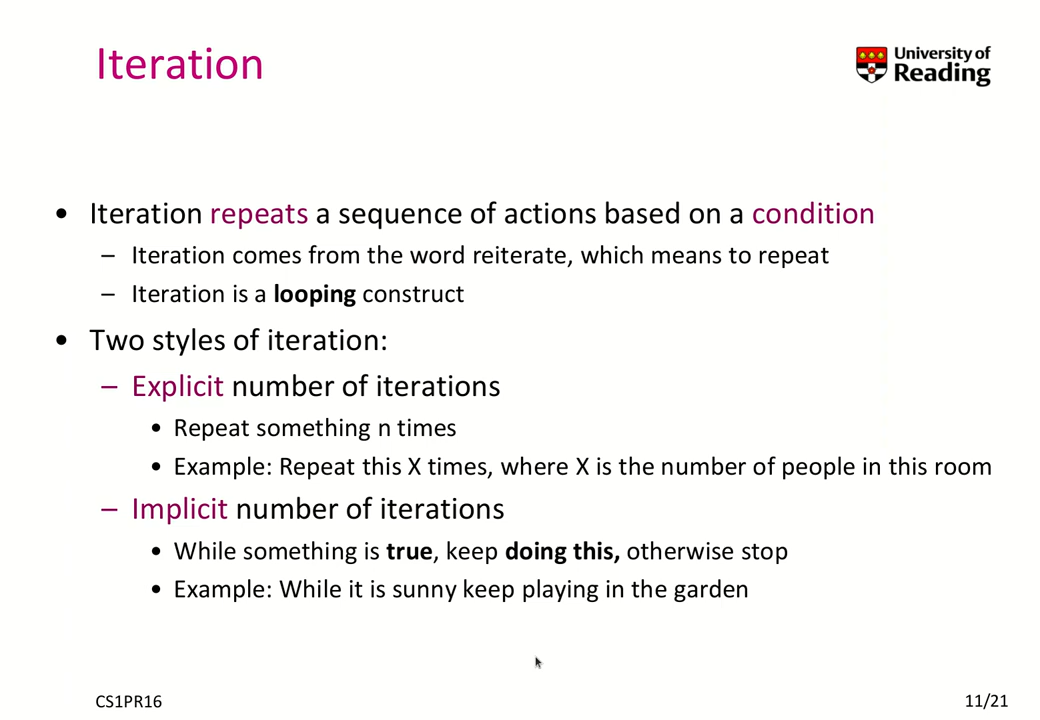 Iteration
University of
Reading
• Iteration repeats a sequence of actions based on a condition
– Iteration comes from the word reiterate, which means to repeat
– Iteration is a looping construct
• Two styles of iteration:
– Explicit number of iterations
• Repeat something n times
• Example: Repeat this X times, where X is the number of people in this room
– Implicit number of iterations
• While something is true, keep doing this, otherwise stop
• Example: While it is sunny keep playing in the garden
CS1PR16
11/21